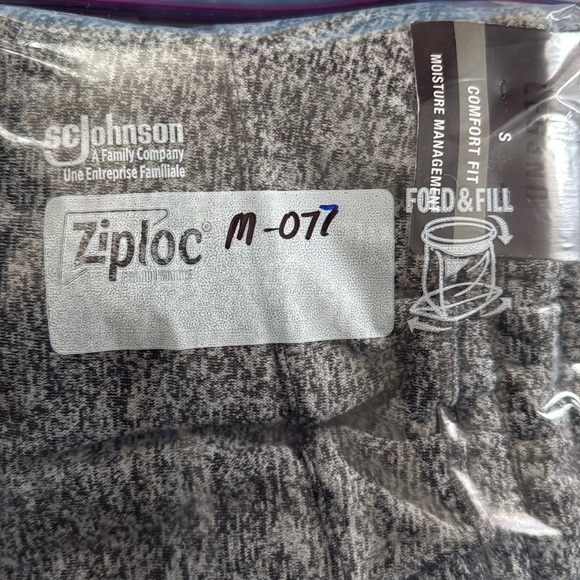 scJohnson
A Family Company
Une Entreprise Familiale
Ziploc® M-077
FOLD & FILL
COMFORT FIT
MOISTURE MANAGEMENT
S